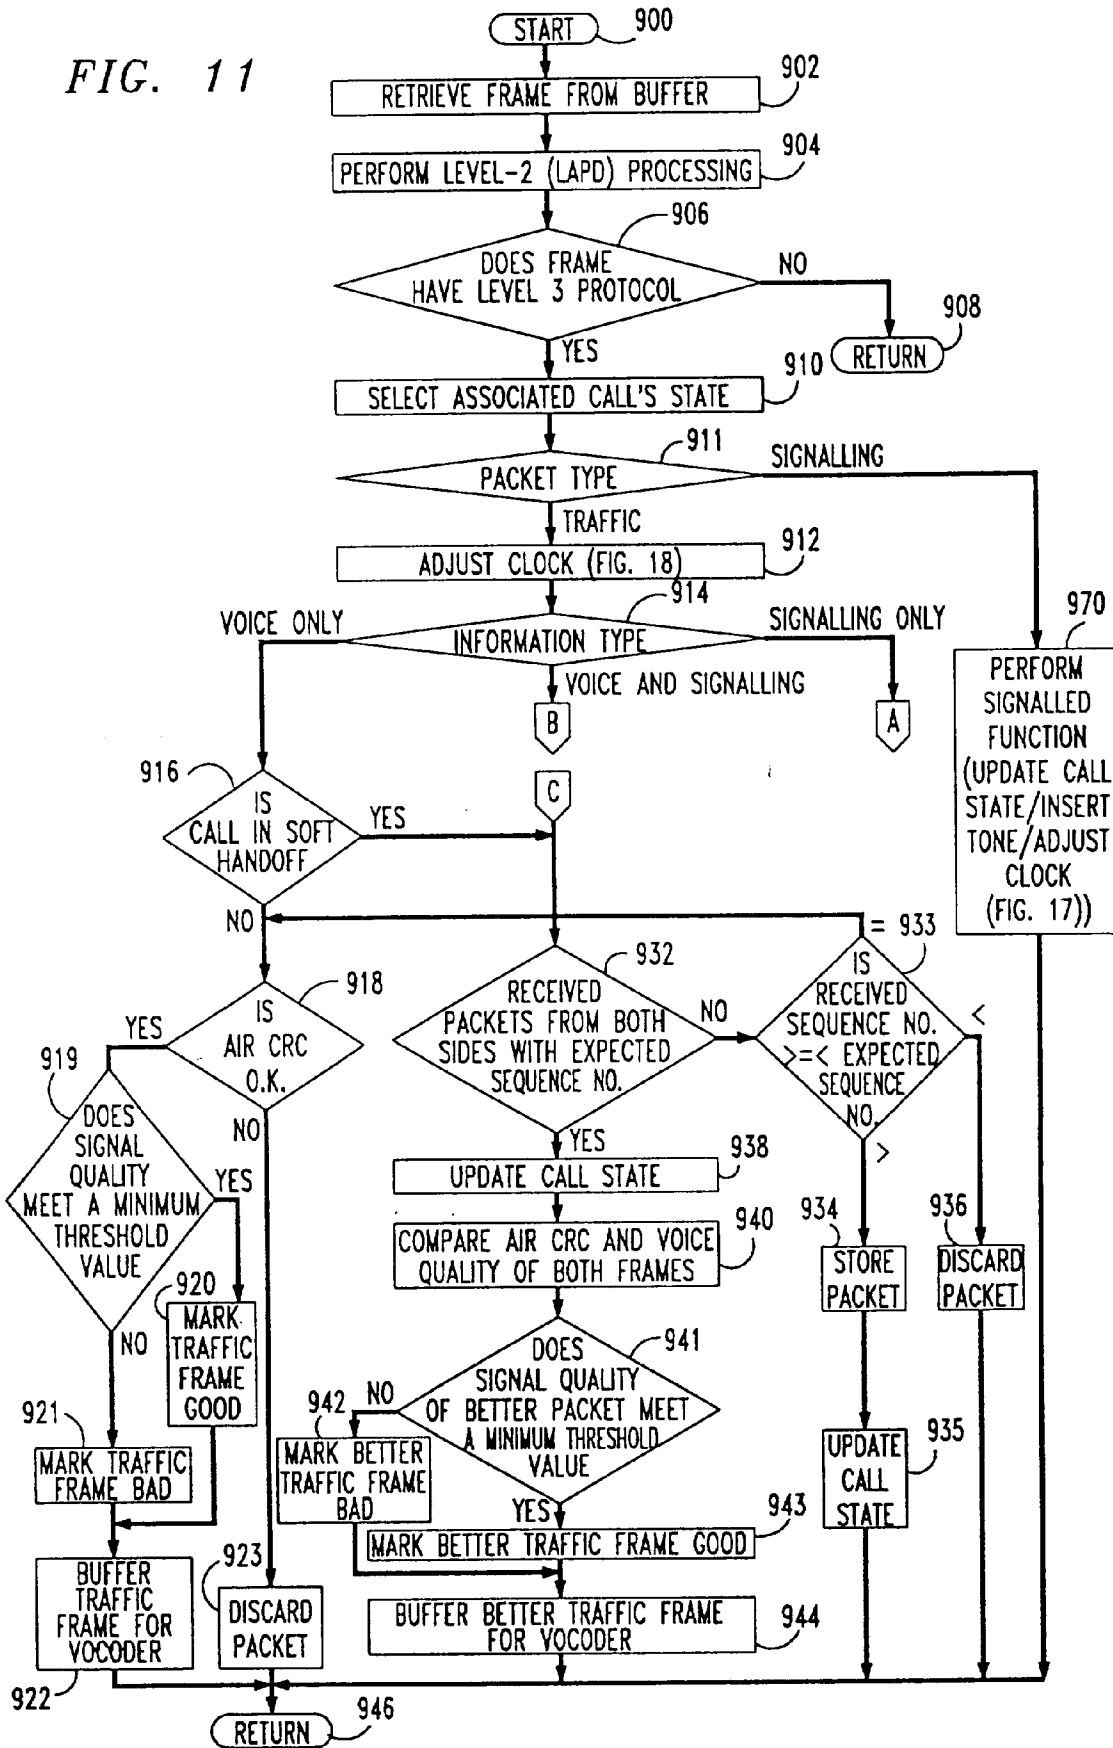 FIG. 11
START
900
RETRIEVE FRAME FROM BUFFER
902
PERFORM LEVEL-2 (LAPD) PROCESSING
904
906
DOES FRAME
HAVE LEVEL 3 PROTOCOL
NO
908
RETURN
YES
910
SELECT ASSOCIATED CALL'S STATE
911
PACKET TYPE
SIGNALLING
TRAFFIC
912
ADJUST CLOCK (FIG. 18)
914
VOICE ONLY
INFORMATION TYPE
SIGNALLING ONLY
VOICE AND SIGNALLING
B
A
970
PERFORM
SIGNALLED
FUNCTION
(UPDATE CALL
STATE/INSERT
TONE/ADJUST
CLOCK
(FIG. 17))
C
916
IS
CALL IN SOFT
HANDOFF
YES
NO
918
IS
AIR CRC
O.K.
YES
NO
932
RECEIVED
PACKETS FROM BOTH
SIDES WITH EXPECTED
SEQUENCE NO.
NO
YES
=
933
IS
RECEIVED
SEQUENCE NO.
>=< EXPECTED
SEQUENCE
NO.
<
>
919
DOES
SIGNAL
QUALITY
MEET A MINIMUM
THRESHOLD
VALUE
YES
NO
920
MARK
TRAFFIC
FRAME
GOOD
921
MARK TRAFFIC
FRAME BAD
BUFFER
TRAFFIC
FRAME FOR
VOCODER
922
923
DISCARD
PACKET
UPDATE CALL STATE
938
COMPARE AIR CRC AND VOICE
QUALITY OF BOTH FRAMES
940
941
DOES
SIGNAL QUALITY
OF BETTER PACKET MEET
A MINIMUM THRESHOLD
VALUE
NO
942
MARK BETTER
TRAFFIC FRAME
BAD
YES
943
MARK BETTER TRAFFIC FRAME GOOD
BUFFER BETTER TRAFFIC FRAME
FOR VOCODER
944
934
STORE
PACKET
936
DISCARD
PACKET
935
UPDATE
CALL
STATE
RETURN
946